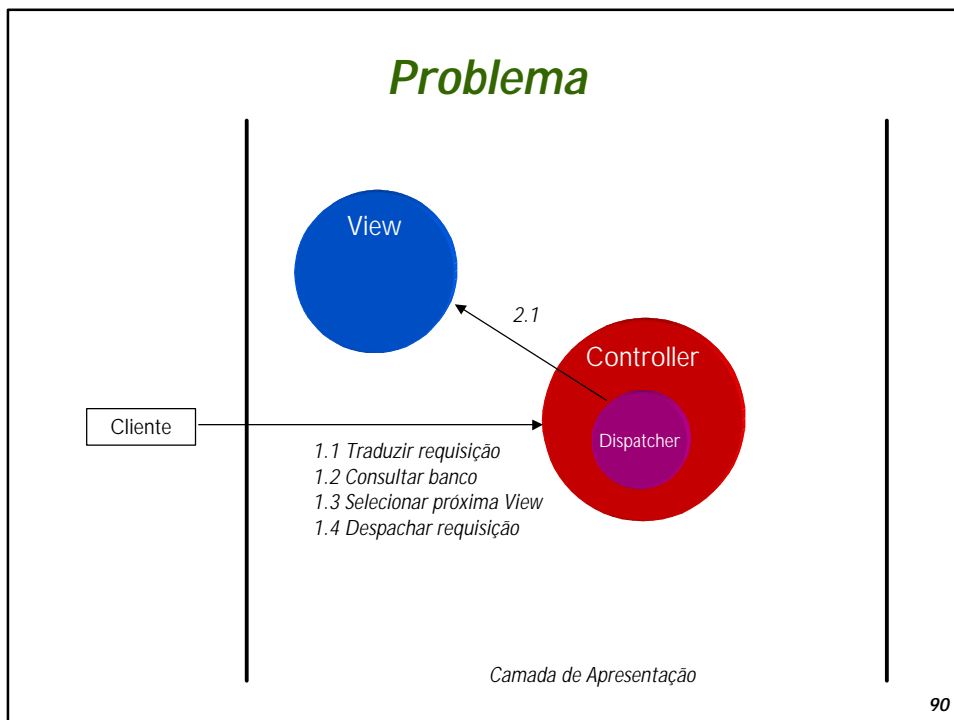 Problema
View
2.1
Controller
Cliente
Dispatcher
1.1 Traduzir requisição
1.2 Consultar banco
1.3 Selecionar próxima View
1.4 Despachar requisição
Camada de Apresentação
90